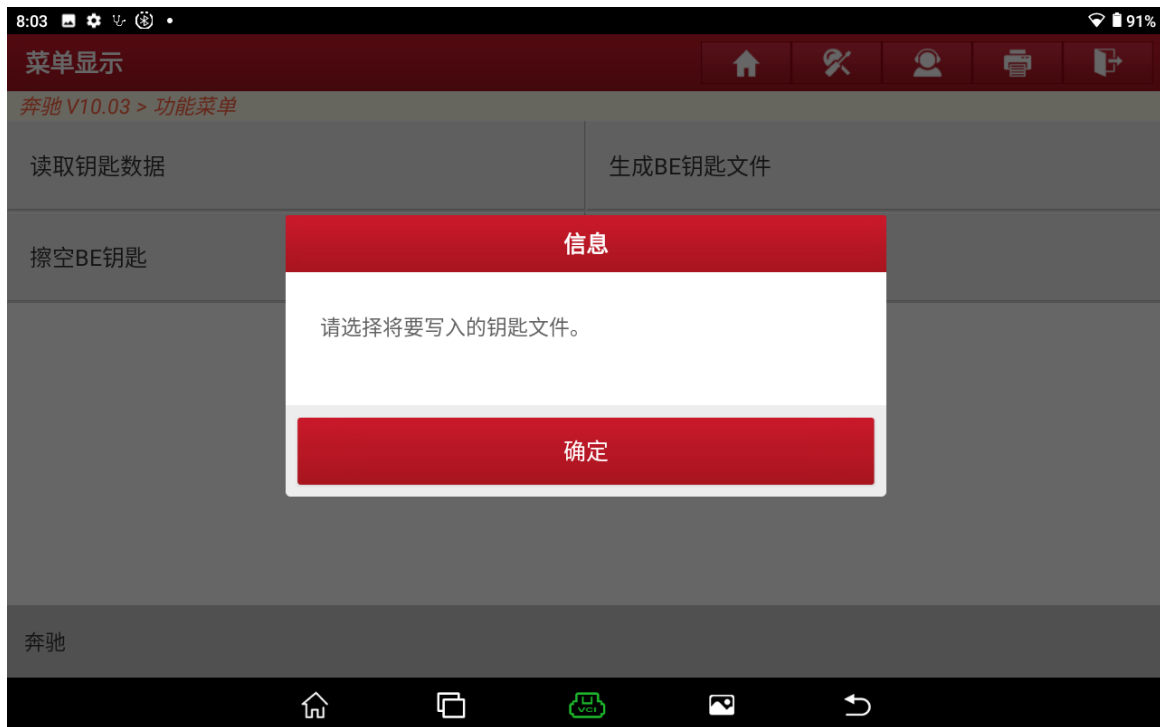 8:03
91%
菜单显示
奔驰 V10.03 > 功能菜单
读取钥匙数据
生成BE钥匙文件
擦空BE钥匙
信息
请选择将要写入的钥匙文件。
确定
奔驰
VCI